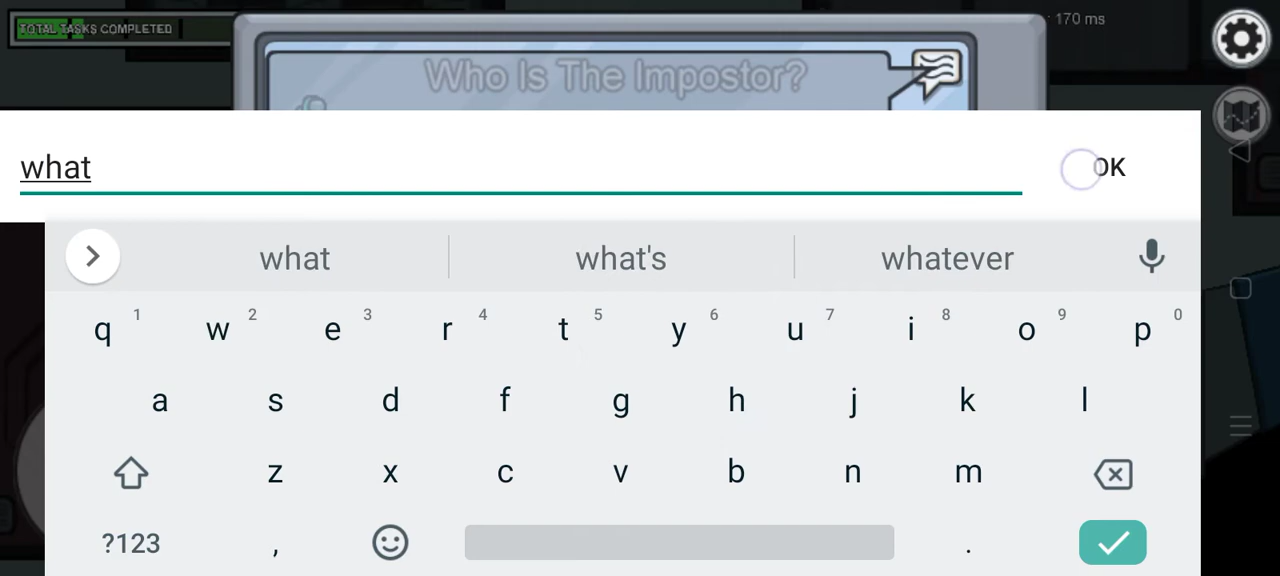 TOTAL TASKS COMPLETED
170 ms
Who Is The Impostor?
what
OK
what what's whatever
q 1 w 2 e 3 r 4 t 5 y 6 u 7 i 8 o 9 p 0
a s d f g h j k l
z x c v b n m
?123 , .